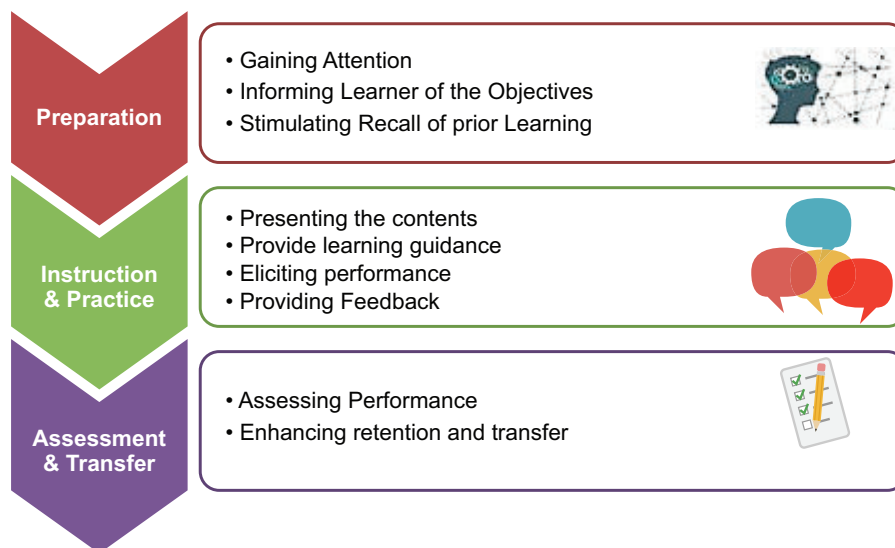 Preparation
• Gaining Attention
• Informing Learner of the Objectives
• Stimulating Recall of prior Learning
Instruction
& Practice
• Presenting the contents
• Provide learning guidance
• Eliciting performance
• Providing Feedback
Assessment
& Transfer
• Assessing Performance
• Enhancing retention and transfer